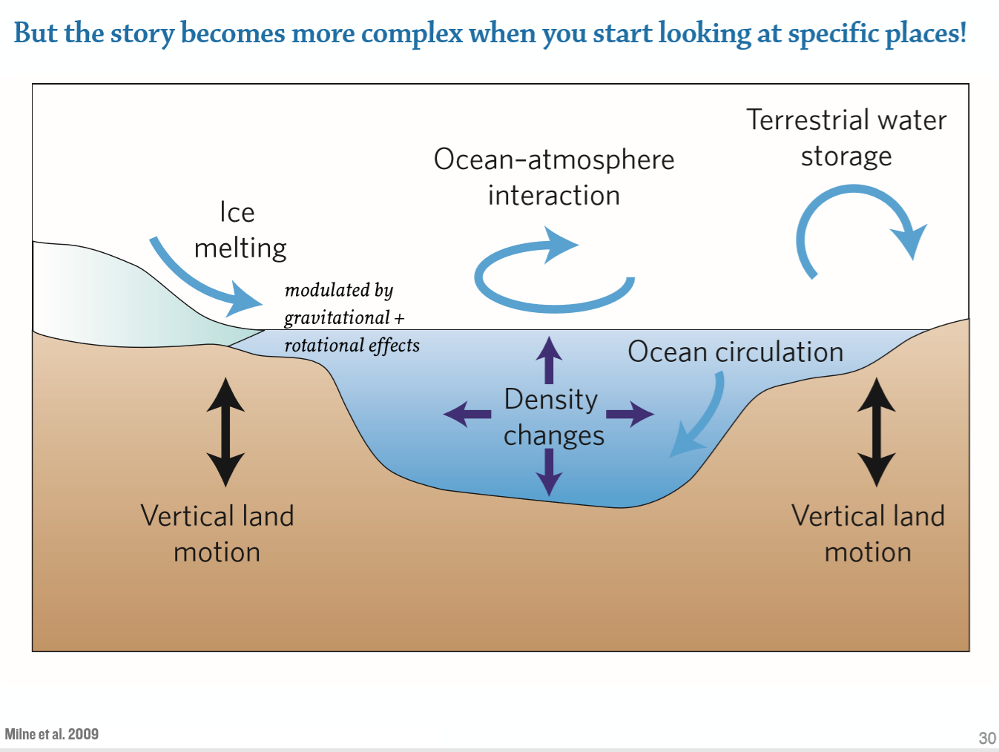 But the story becomes more complex when you start looking at specific places!
Terrestrial water
storage
Ocean–atmosphere
interaction
Ice
melting
modulated by
gravitational +
rotational effects
Ocean circulation
Density
changes
Vertical land
motion
Vertical land
motion
Milne et al. 2009
30